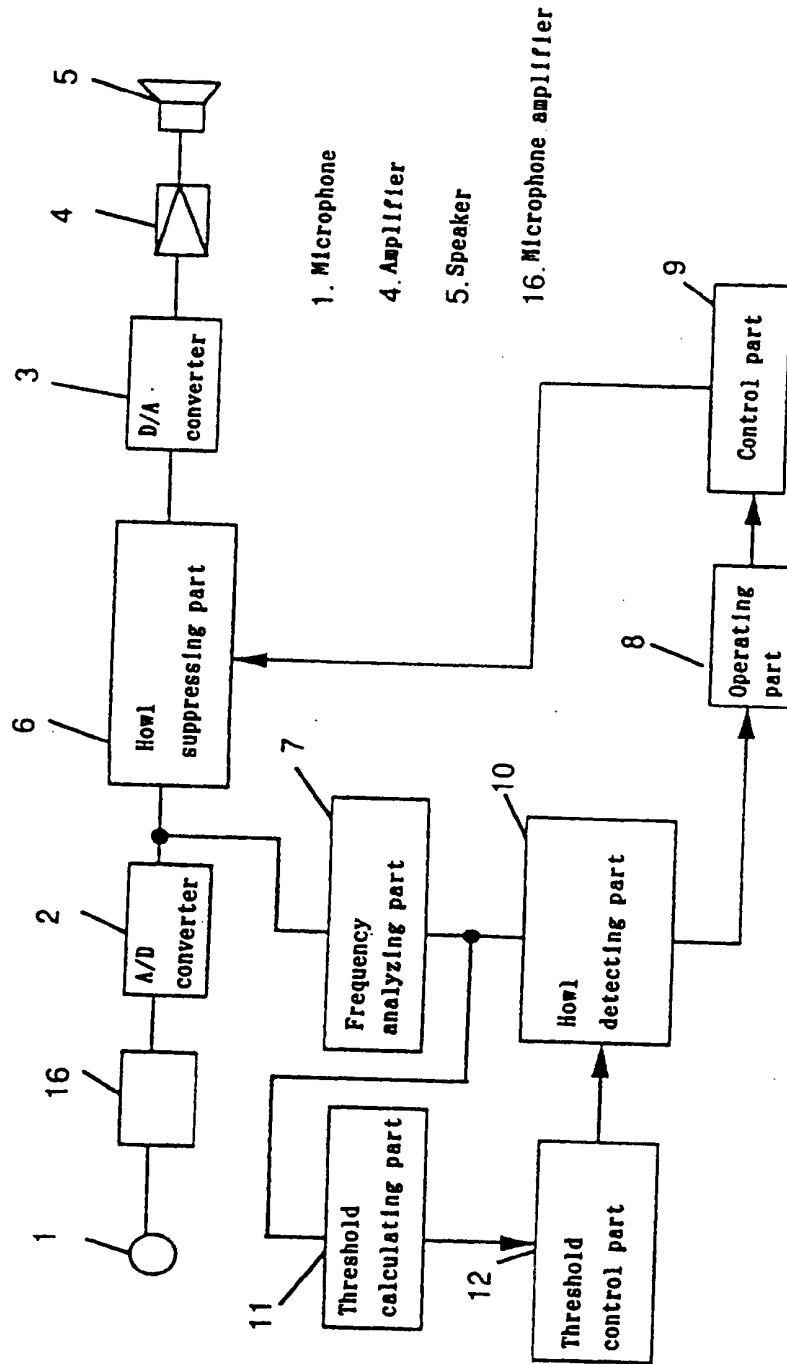 1
16
2
A/D
converter
6
Howl
suppressing part
3
D/A
converter
4
5
7
Frequency
analyzing part
11
Threshold
calculating part
12
Threshold
control part
10
Howl
detecting part
8
Operating
part
9
Control part
1. Microphone
4. Amplifier
5. Speaker
16. Microphone amplifier